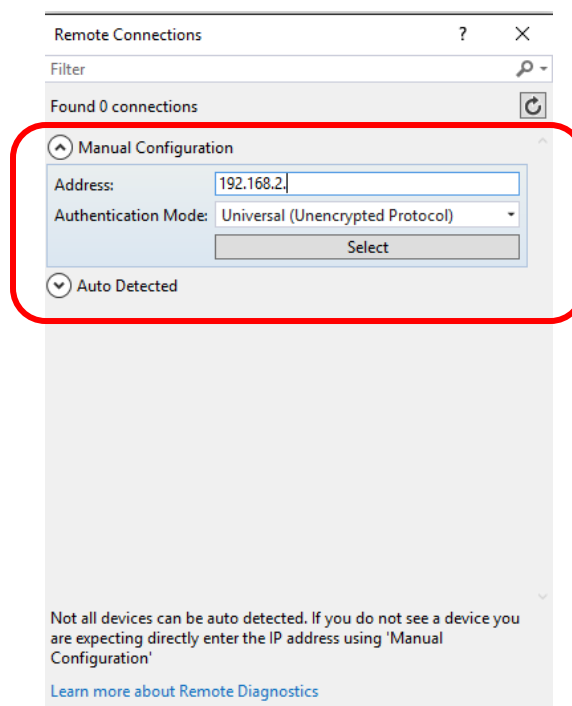 Remote Connections ? ×
Filter
Found 0 connections
Manual Configuration
Address: 192.168.2.
Authentication Mode: Universal (Unencrypted Protocol)
Select
Auto Detected
Not all devices can be auto detected. If you do not see a device you
are expecting directly enter the IP address using 'Manual
Configuration'
Learn more about Remote Diagnostics